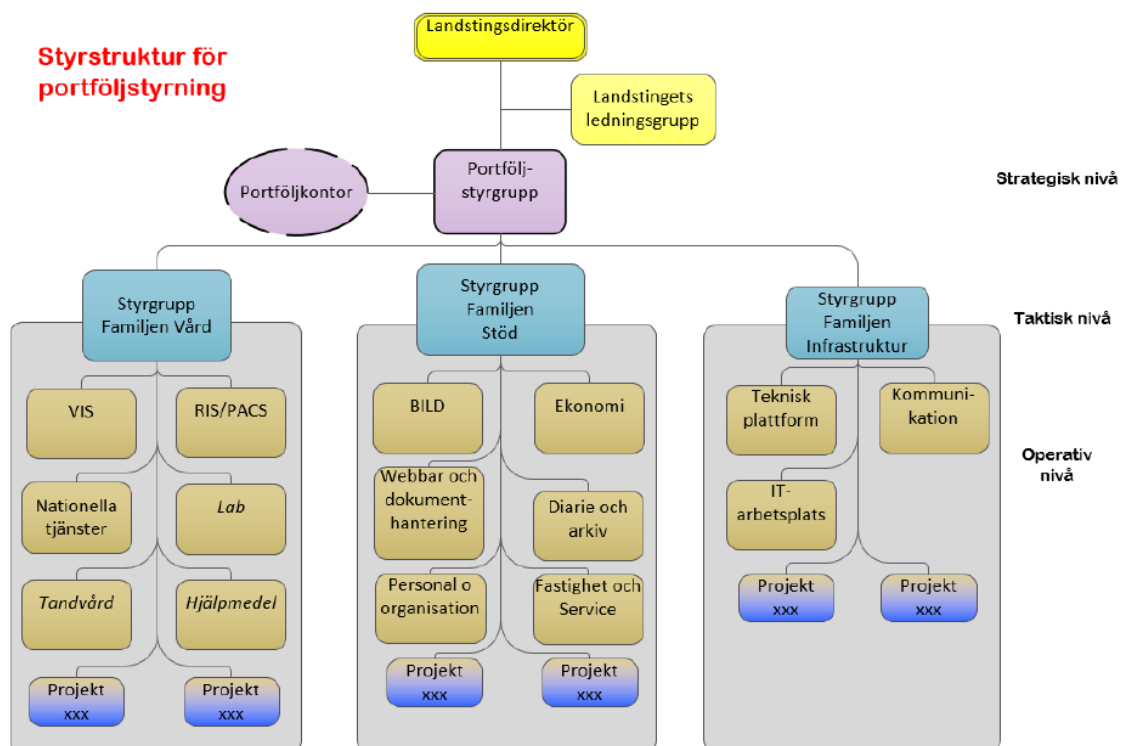 Styrstruktur för
portföljstyrning
Landstingsdirektör
Landstingets
ledningsgrupp
Portföljkontor
Portfölj-
styrgrupp
Strategisk nivå
Styrgrupp
Familjen Vård
Styrgrupp
Familjen
Stöd
Styrgrupp
Familjen
Infrastruktur
Taktisk nivå
VIS
RIS/PACS
Nationella
tjänster
Lab
Tandvård
Hjälpmedel
Projekt
xxx
Projekt
xxx
BILD
Ekonomi
Webbar och
dokument-
hantering
Diarie och
arkiv
Personal o
organisation
Fastighet och
Service
Projekt
xxx
Projekt
xxx
Teknisk
plattform
Kommuni-
kation
IT-
arbetsplats
Projekt
xxx
Projekt
xxx
Operativ
nivå